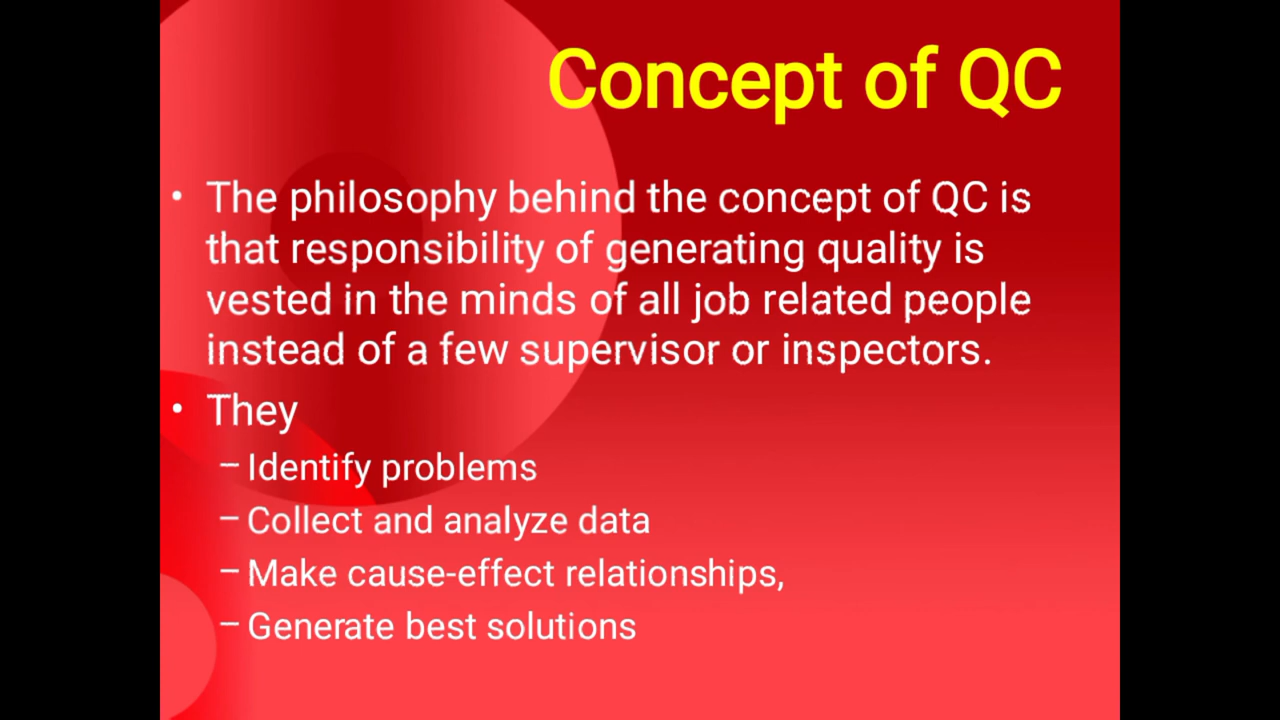 Concept of QC
• The philosophy behind the concept of QC is
that responsibility of generating quality is
vested in the minds of all job related people
instead of a few supervisor or inspectors.
• They
– Identify problems
– Collect and analyze data
– Make cause-effect relationships,
– Generate best solutions